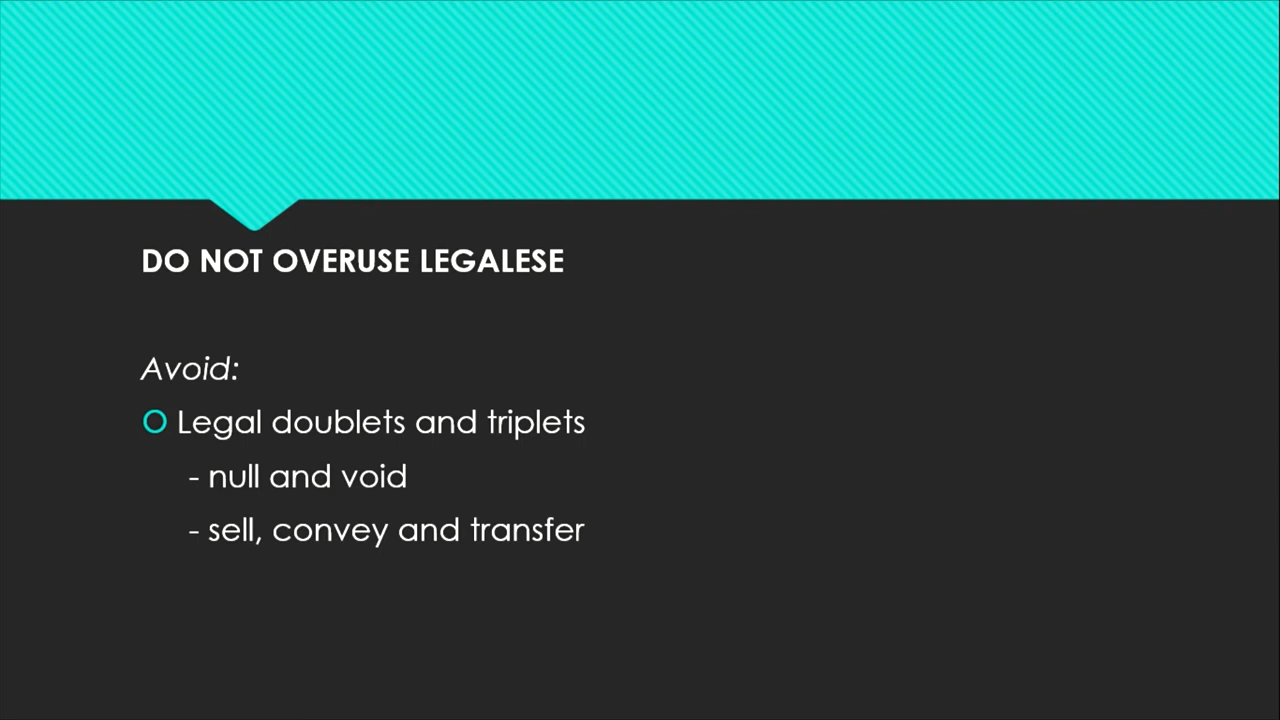 DO NOT OVERUSE LEGALESE
Avoid:
Legal doublets and triplets
- null and void
- sell, convey and transfer